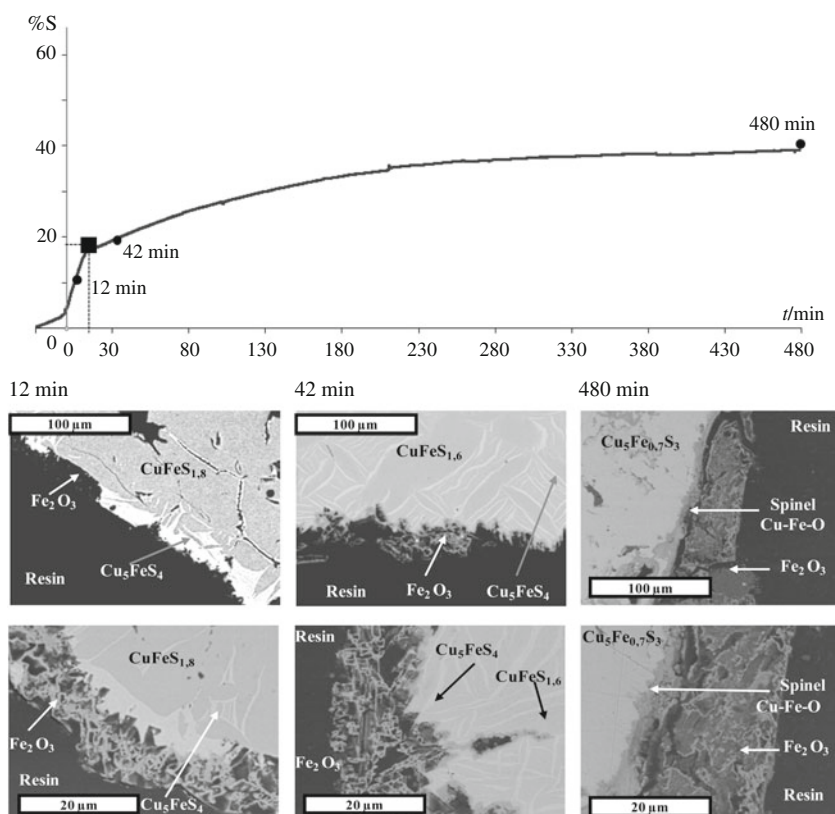 %S
60
40
20
0
480 min
42 min
12 min
t/min
0 30 80 130 180 230 280 330 380 430 480
12 min 42 min 480 min
100 µm
CuFeS1,8
Fe2O3
Cu5FeS4
Resin
100 µm
CuFeS1,6
Fe2O3
Resin
Cu5FeS4
Resin
Cu5Fe0,7S3
Spinel
Cu-Fe-O
Fe2O3
100 µm
CuFeS1,8
Fe2O3
Resin
Cu5FeS4
20 µm
Resin
Cu5FeS4
CuFeS1,6
Fe2O3
20 µm
Cu5Fe0,7S3
Spinel
Cu-Fe-O
Fe2O3
Resin
20 µm